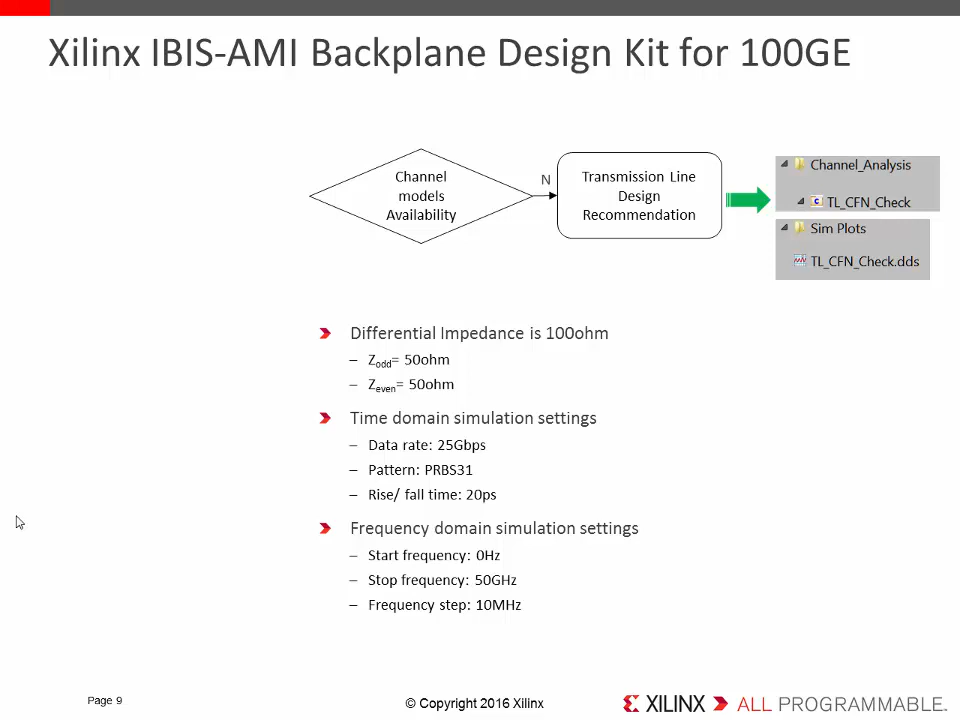 Xilinx IBIS-AMI Backplane Design Kit for 100GE
Channel
models
Availability
N
Transmission Line
Design
Recommendation
Channel_Analysis
TL_CFN_Check
Sim Plots
TL_CFN_Check.dds
Differential Impedance is 100ohm
– Zodd= 50ohm
– Zeven= 50ohm
Time domain simulation settings
– Data rate: 25Gbps
– Pattern: PRBS31
– Rise/ fall time: 20ps
Frequency domain simulation settings
– Start frequency: 0Hz
– Stop frequency: 50GHz
– Frequency step: 10MHz
Page 9
© Copyright 2016 Xilinx
XILINX ALL PROGRAMMABLE.